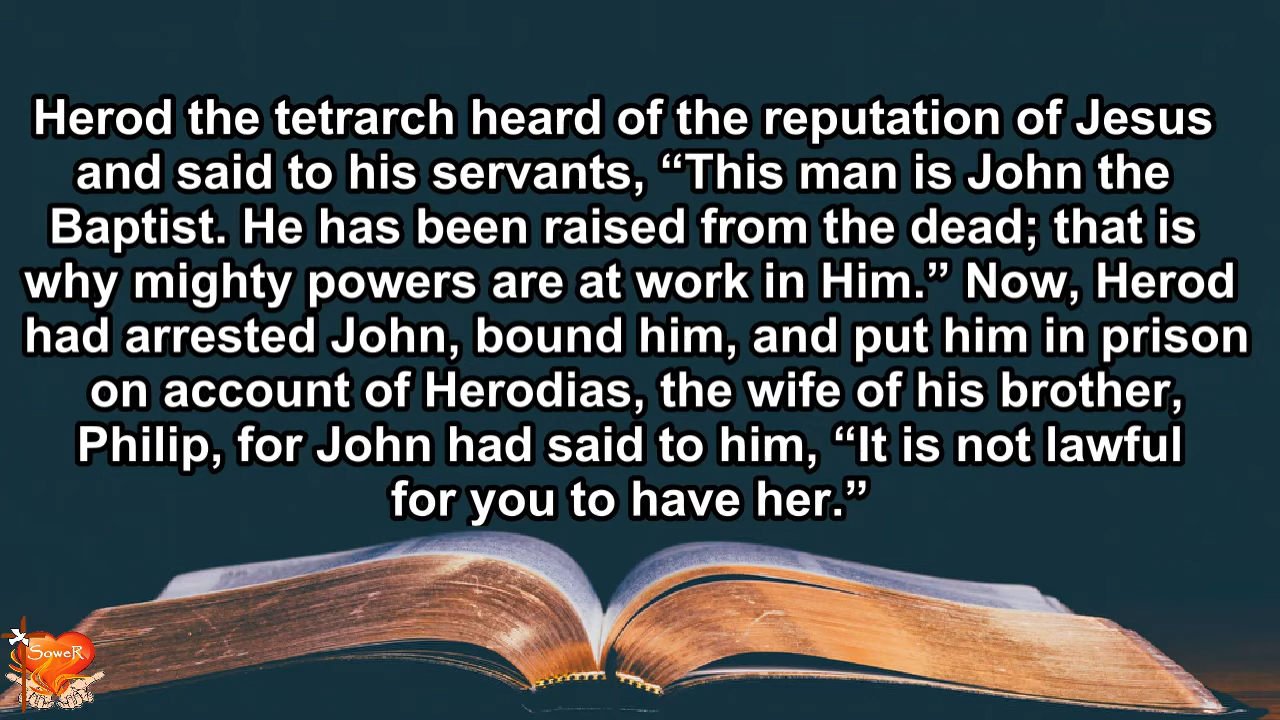 Herod the tetrarch heard of the reputation of Jesus
and said to his servants, “This man is John the
Baptist. He has been raised from the dead; that is
why mighty powers are at work in Him.” Now, Herod
had arrested John, bound him, and put him in prison
on account of Herodias, the wife of his brother,
Philip, for John had said to him, “It is not lawful
for you to have her.”
SoweR